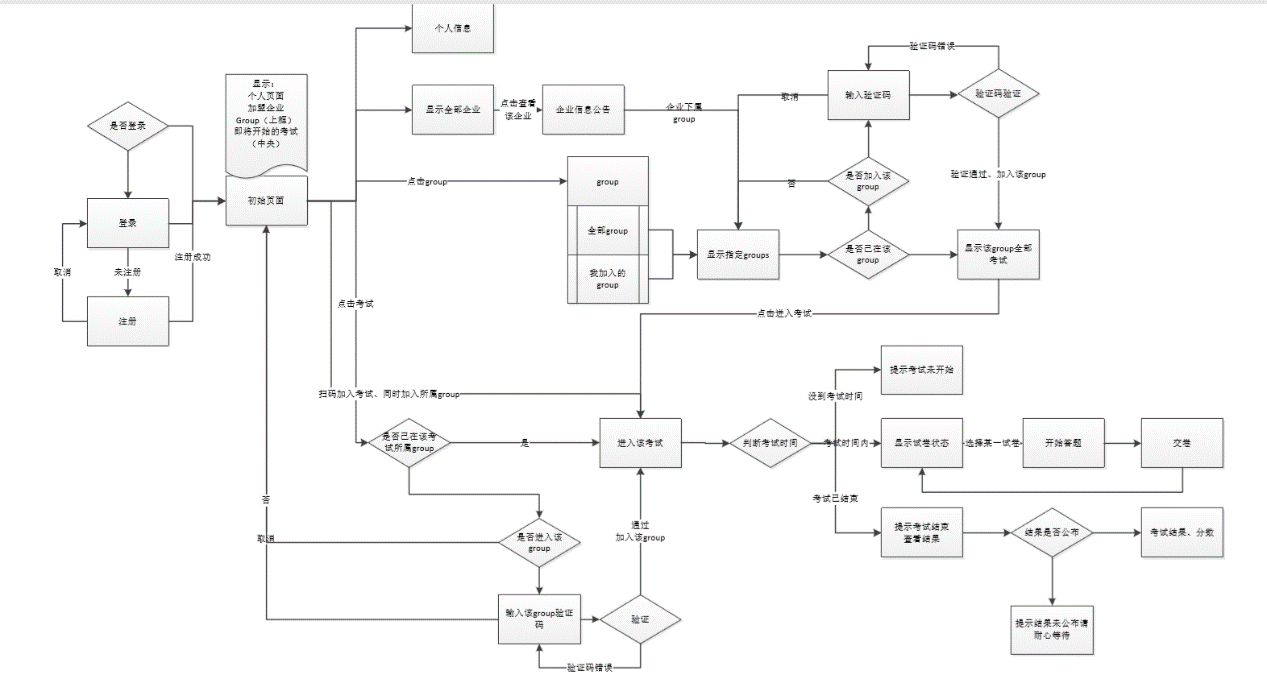 个人信息
显示：
个人页面
加盟企业
Group（上框）
即将开始的考试
（中央）
是否登录
登录
初始页面
取消
未注册
注册成功
注册
显示全部企业
点击查看
该企业
企业信息公告
企业下属
group
取消
输入验证码
验证码错误
验证码验证
点击group
group
全部group
我加入的
group
显示指定groups
否
是否加入该
group
是否已在该
group
验证通过、加入该group
显示该group全部
考试
点击考试
点击进入考试
扫码加入考试、同时加入所属group
是否已在该考
试所属group
是
进入该考试
判断考试时间
没到考试时间
提示考试未开始
考试时间内
显示试卷状态
选择某一试卷
开始答题
交卷
考试已结束
提示考试结束
查看结果
结果是否公布
考试结果、分数
提示结果未公布请
耐心等待
否
取消
是否进入该
group
通过
加入该group
输入该group验证
码
验证
验证码错误